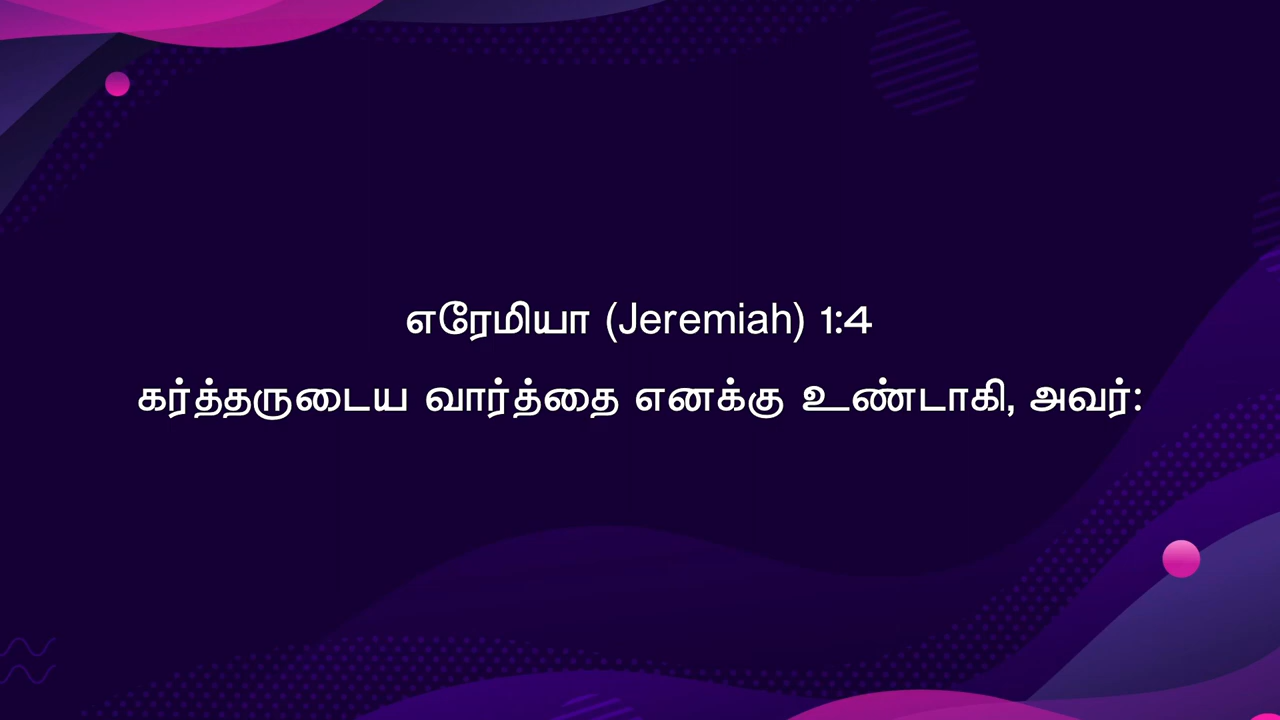 எரேமியா (Jeremiah) 1:4
கர்த்தருடைய வார்த்தை எனக்கு உண்டாகி, அவர்: